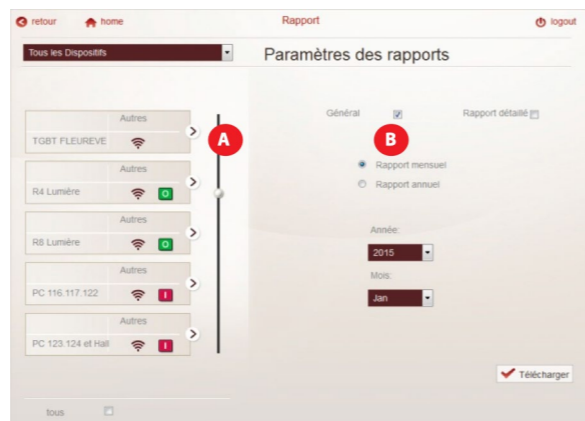 retour home Rapport logout
Tous les Dispositifs
Paramètres des rapports
Autres
TGBT FLEUREVE
Autres
R4 Lumière O
Autres
R8 Lumière O
Autres
PC 116.117.122 I
Autres
PC 123.124 et Hall I
tous
A
Général Rapport détaillé
B
Rapport mensuel
Rapport annuel
Année:
2015
Mois:
Jan
Télécharger